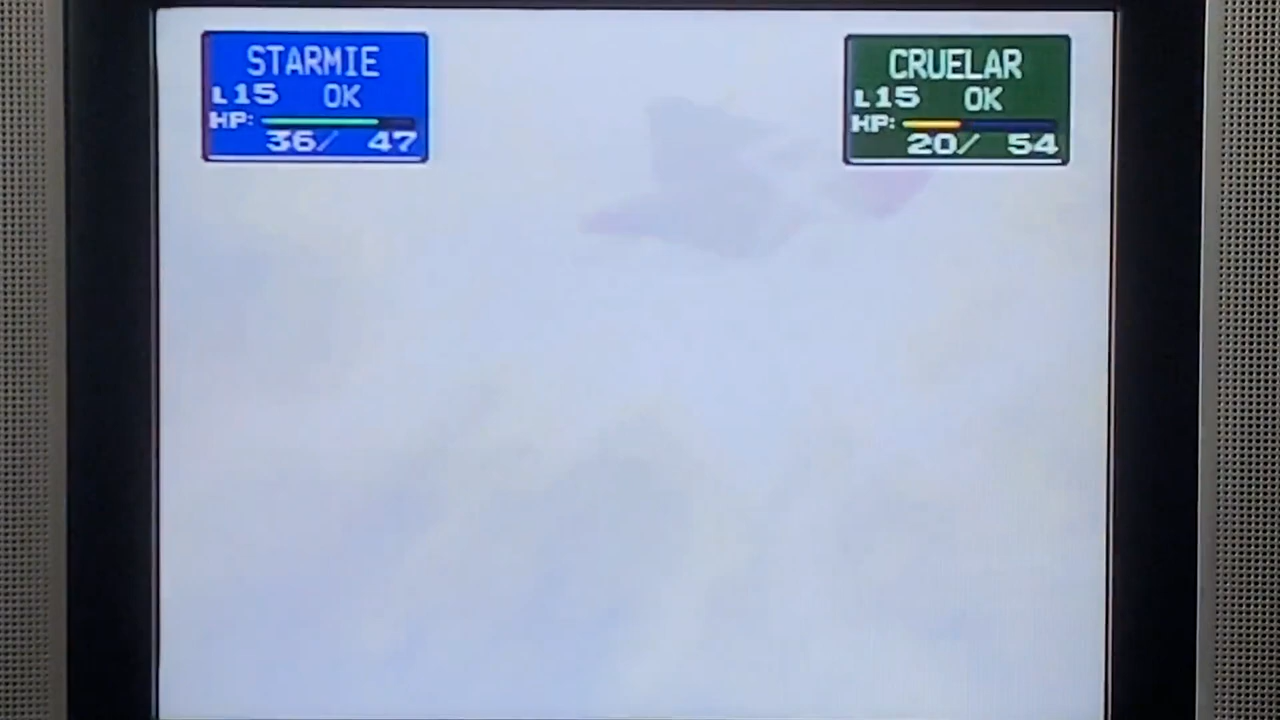 STARMIE
L15 OK
HP:
36/ 47
CRUELAR
L15 OK
HP:
20/ 54